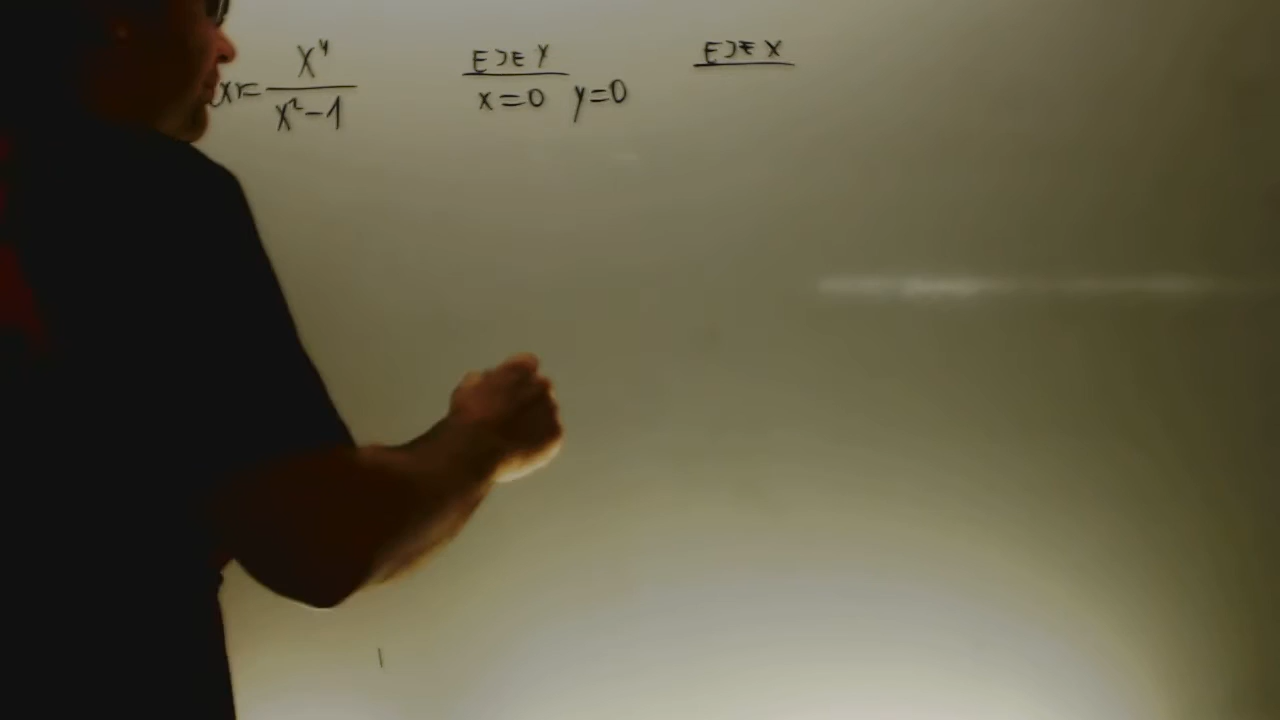 x⁴/(x²-1)
EJE Y
x=0 y=0
EJE X